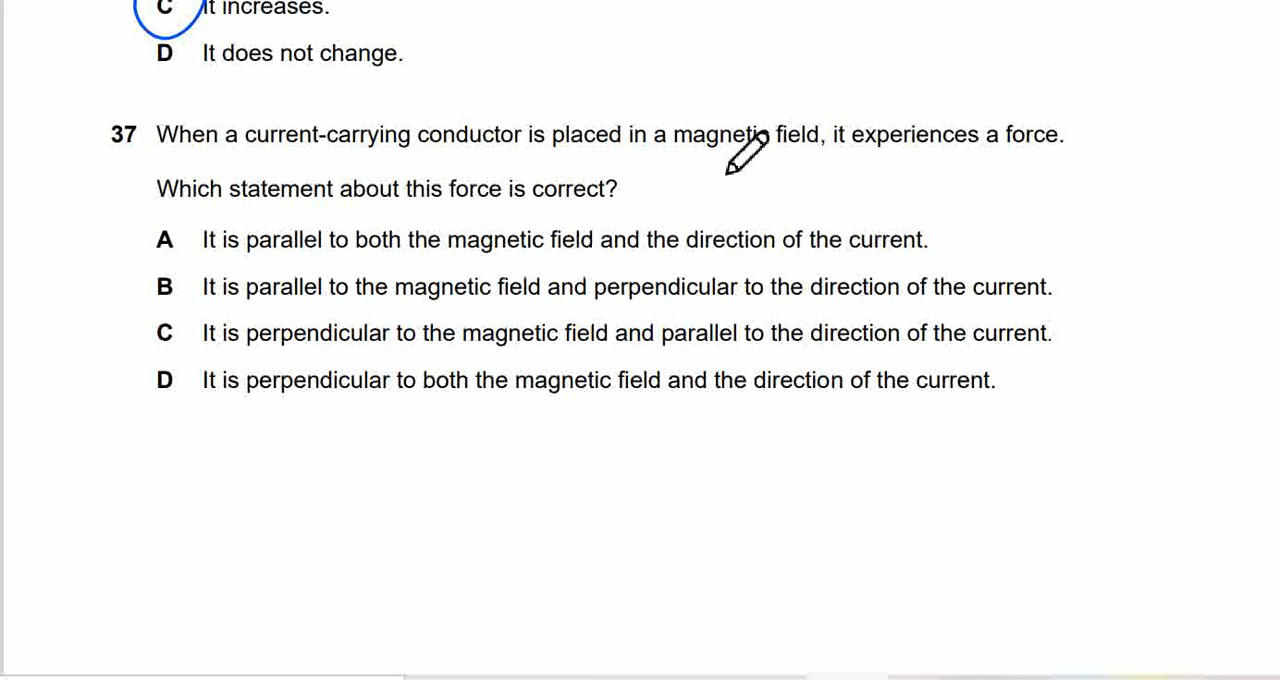 C It increases.
D It does not change.
37 When a current-carrying conductor is placed in a magnetic field, it experiences a force.
Which statement about this force is correct?
A It is parallel to both the magnetic field and the direction of the current.
B It is parallel to the magnetic field and perpendicular to the direction of the current.
C It is perpendicular to the magnetic field and parallel to the direction of the current.
D It is perpendicular to both the magnetic field and the direction of the current.